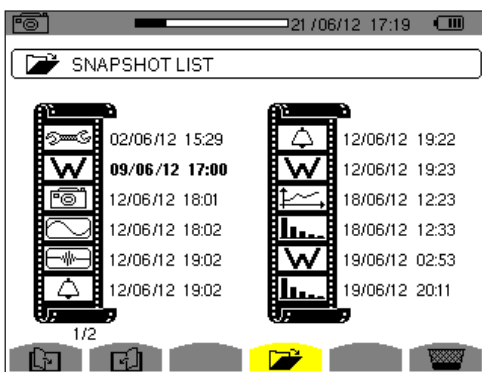 21/06/12 17:19
SNAPSHOT LIST
02/06/12 15:29
W 09/06/12 17:00
12/06/12 18:01
12/06/12 18:02
12/06/12 19:02
12/06/12 19:02
12/06/12 19:22
W 12/06/12 19:23
18/06/12 12:23
18/06/12 12:33
W 19/06/12 02:53
19/06/12 20:11
1/2